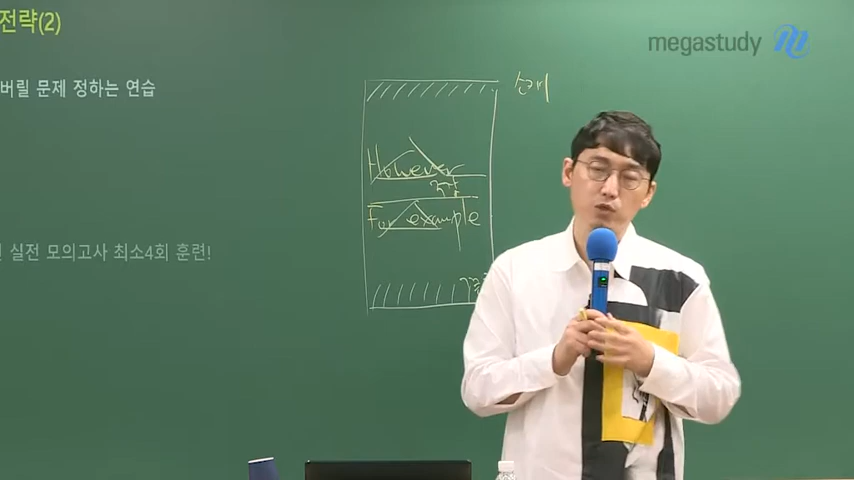 전략(2)
megastudy
버릴 문제 정하는 연습
However
For example
실전 모의고사 최소4회 훈련!